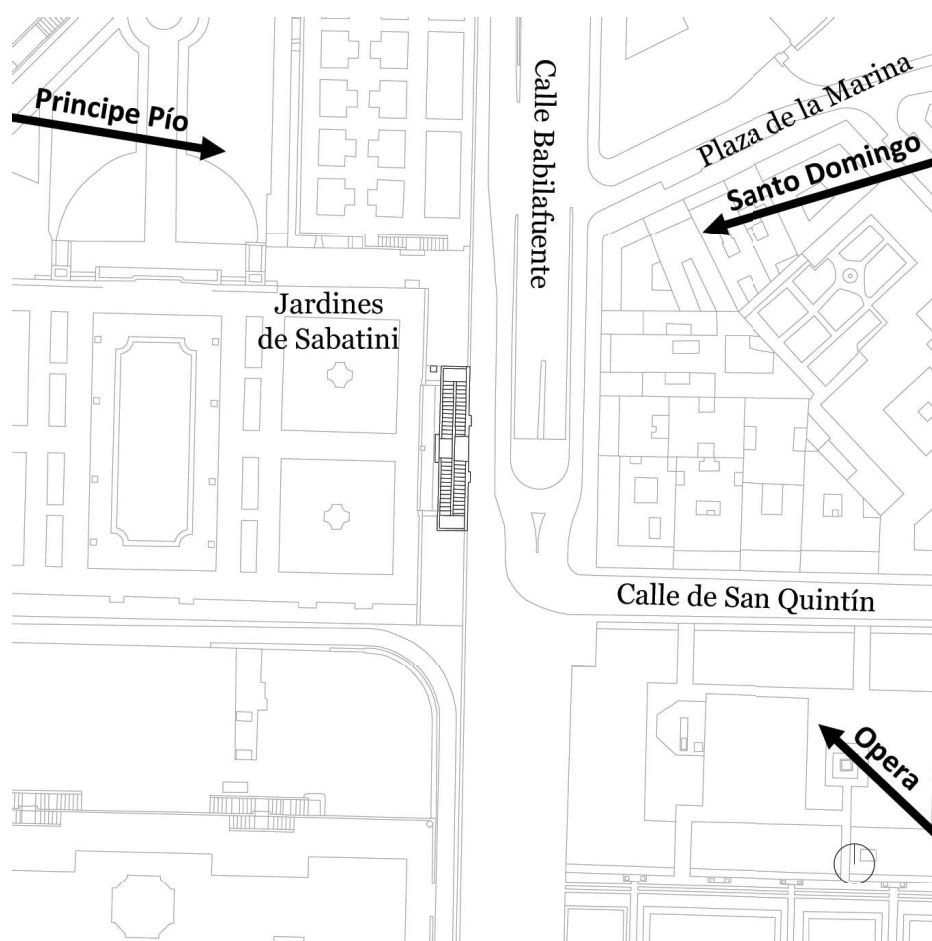 Principe Pío
Calle Babilafuente
Plaza de la Marina
Santo Domingo
Jardines
de Sabatini
Calle de San Quintín
Opera